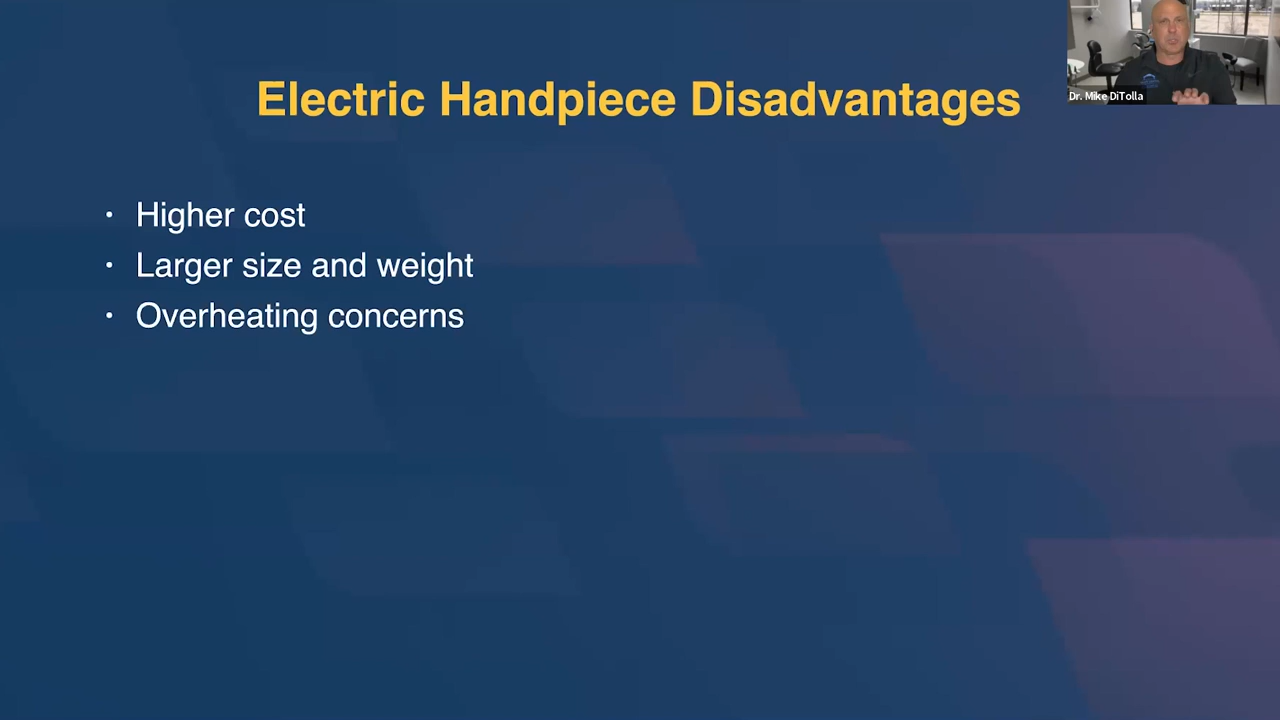 Electric Handpiece Disadvantages
Dr. Mike DiTolla
· Higher cost
· Larger size and weight
· Overheating concerns